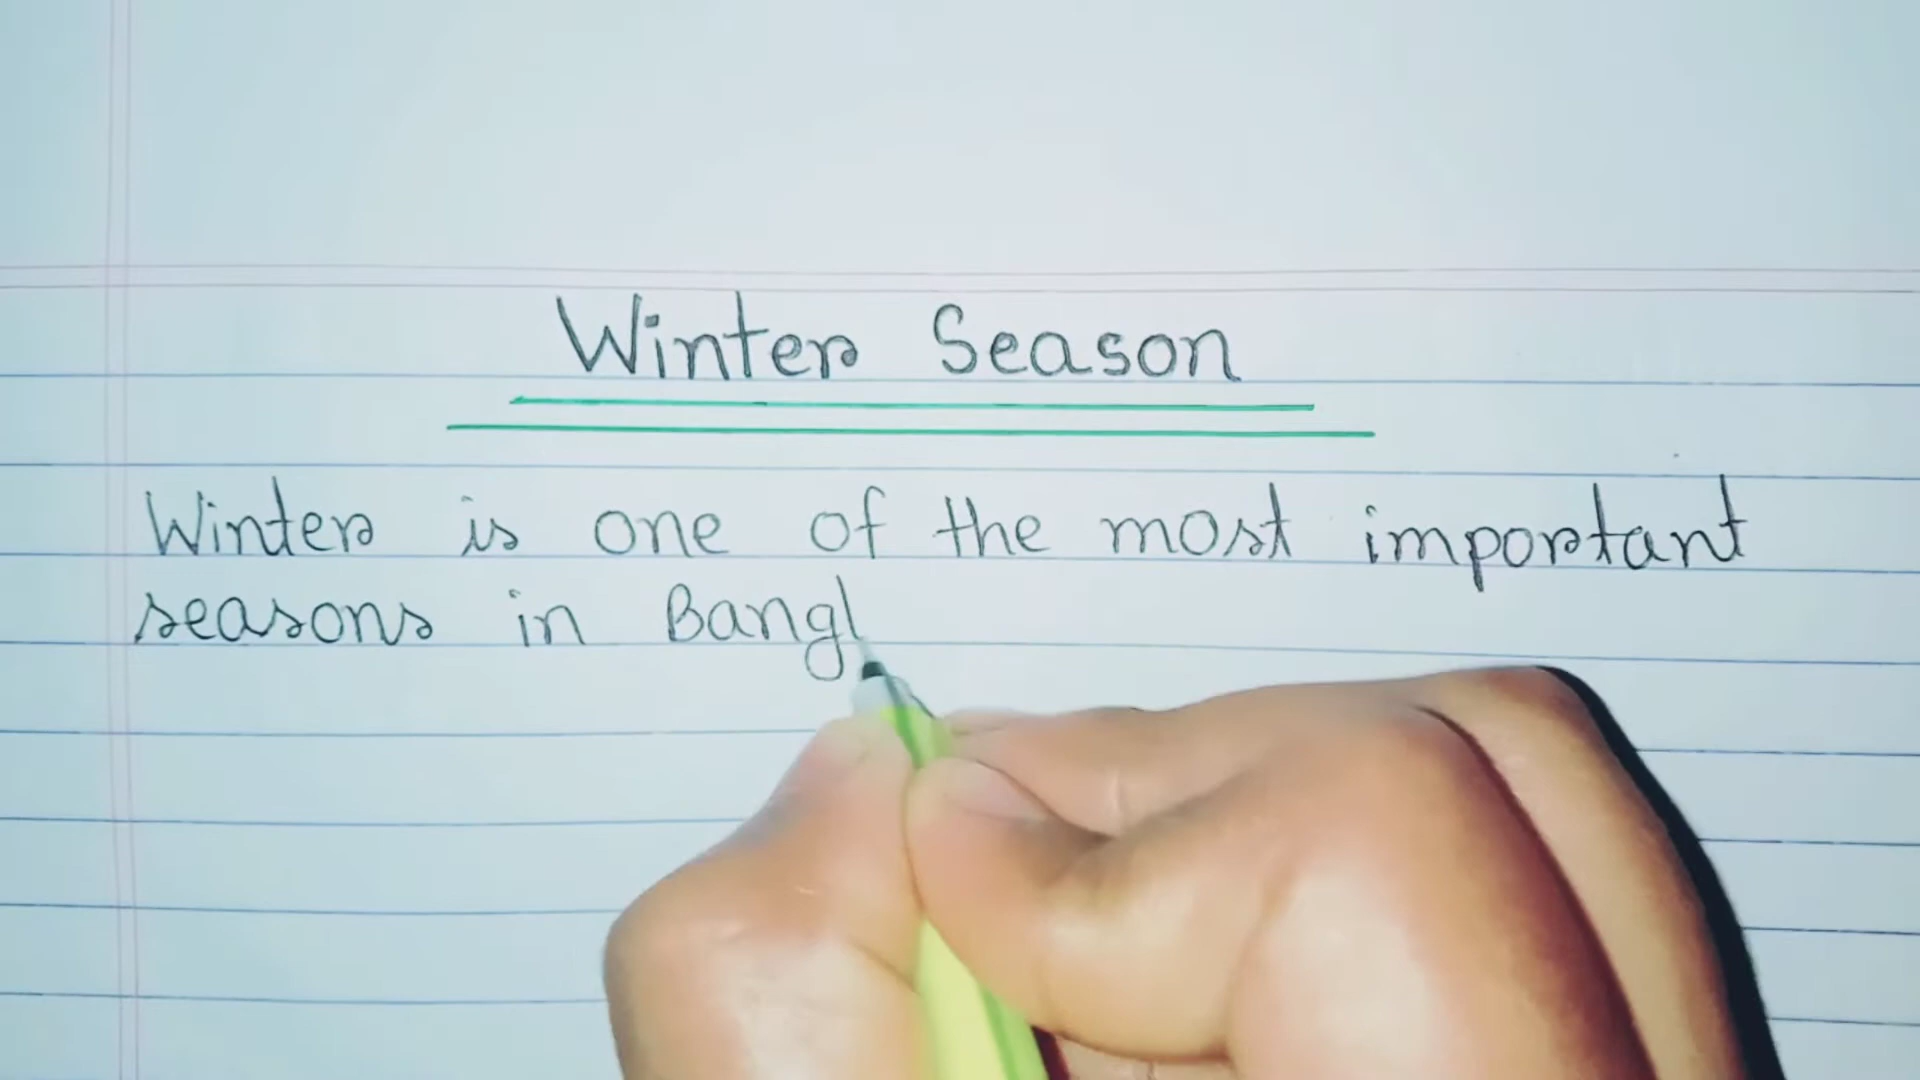 Winter Season
Winter is one of the most important
seasons in Bangl